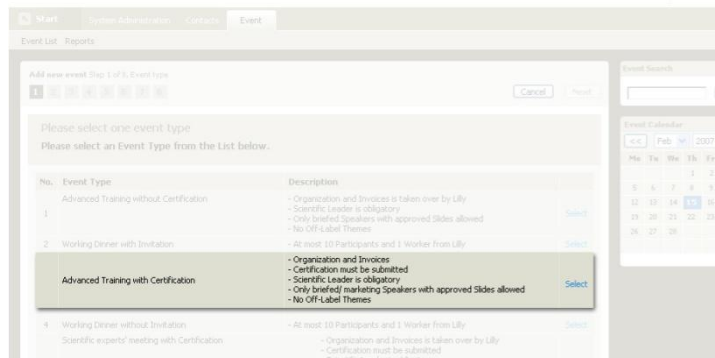 Start System Administration Contacts Event
Event List Reports
Add new event Step 1 of 8, Event type
1 2 3 4 5 6 7 8
Cancel Reset
Please select one event type
Please select an Event Type from the List below.
No. Event Type Description
1 Advanced Training without Certification
- Organization and Invoices is taken over by Lilly
- Scientific Leader is obligatory
- Only briefed Speakers with approved Slides allowed
- No Off-Label Themes
Select
2 Working Dinner with Invitation - At most 10 Participants and 1 Worker from Lilly Select
Advanced Training with Certification
- Organization and Invoices
- Certification must be submitted
- Scientific Leader is obligatory
- Only briefed/ marketing Speakers with approved Slides allowed
- No Off-Label Themes
Select
4 Working Dinner without Invitation - At most 10 Participants and 1 Worker from Lilly Select
Scientific experts' meeting with Certification
- Organization and Invoices is taken over by Lilly
- Certification must be submitted
Event Search
Event Calendar
<< Feb 2007
Mo Tu We Th Fr
1 2
5 6 7 8 9
12 13 14 15 16
19 20 21 22 23
26 27 28